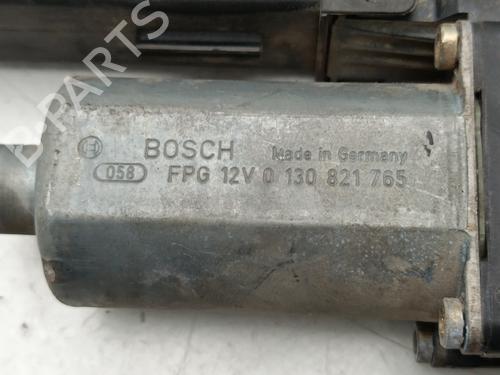 B PARTS
BOSCH Made in Germany
058 FPG 12V 0 130 821 765